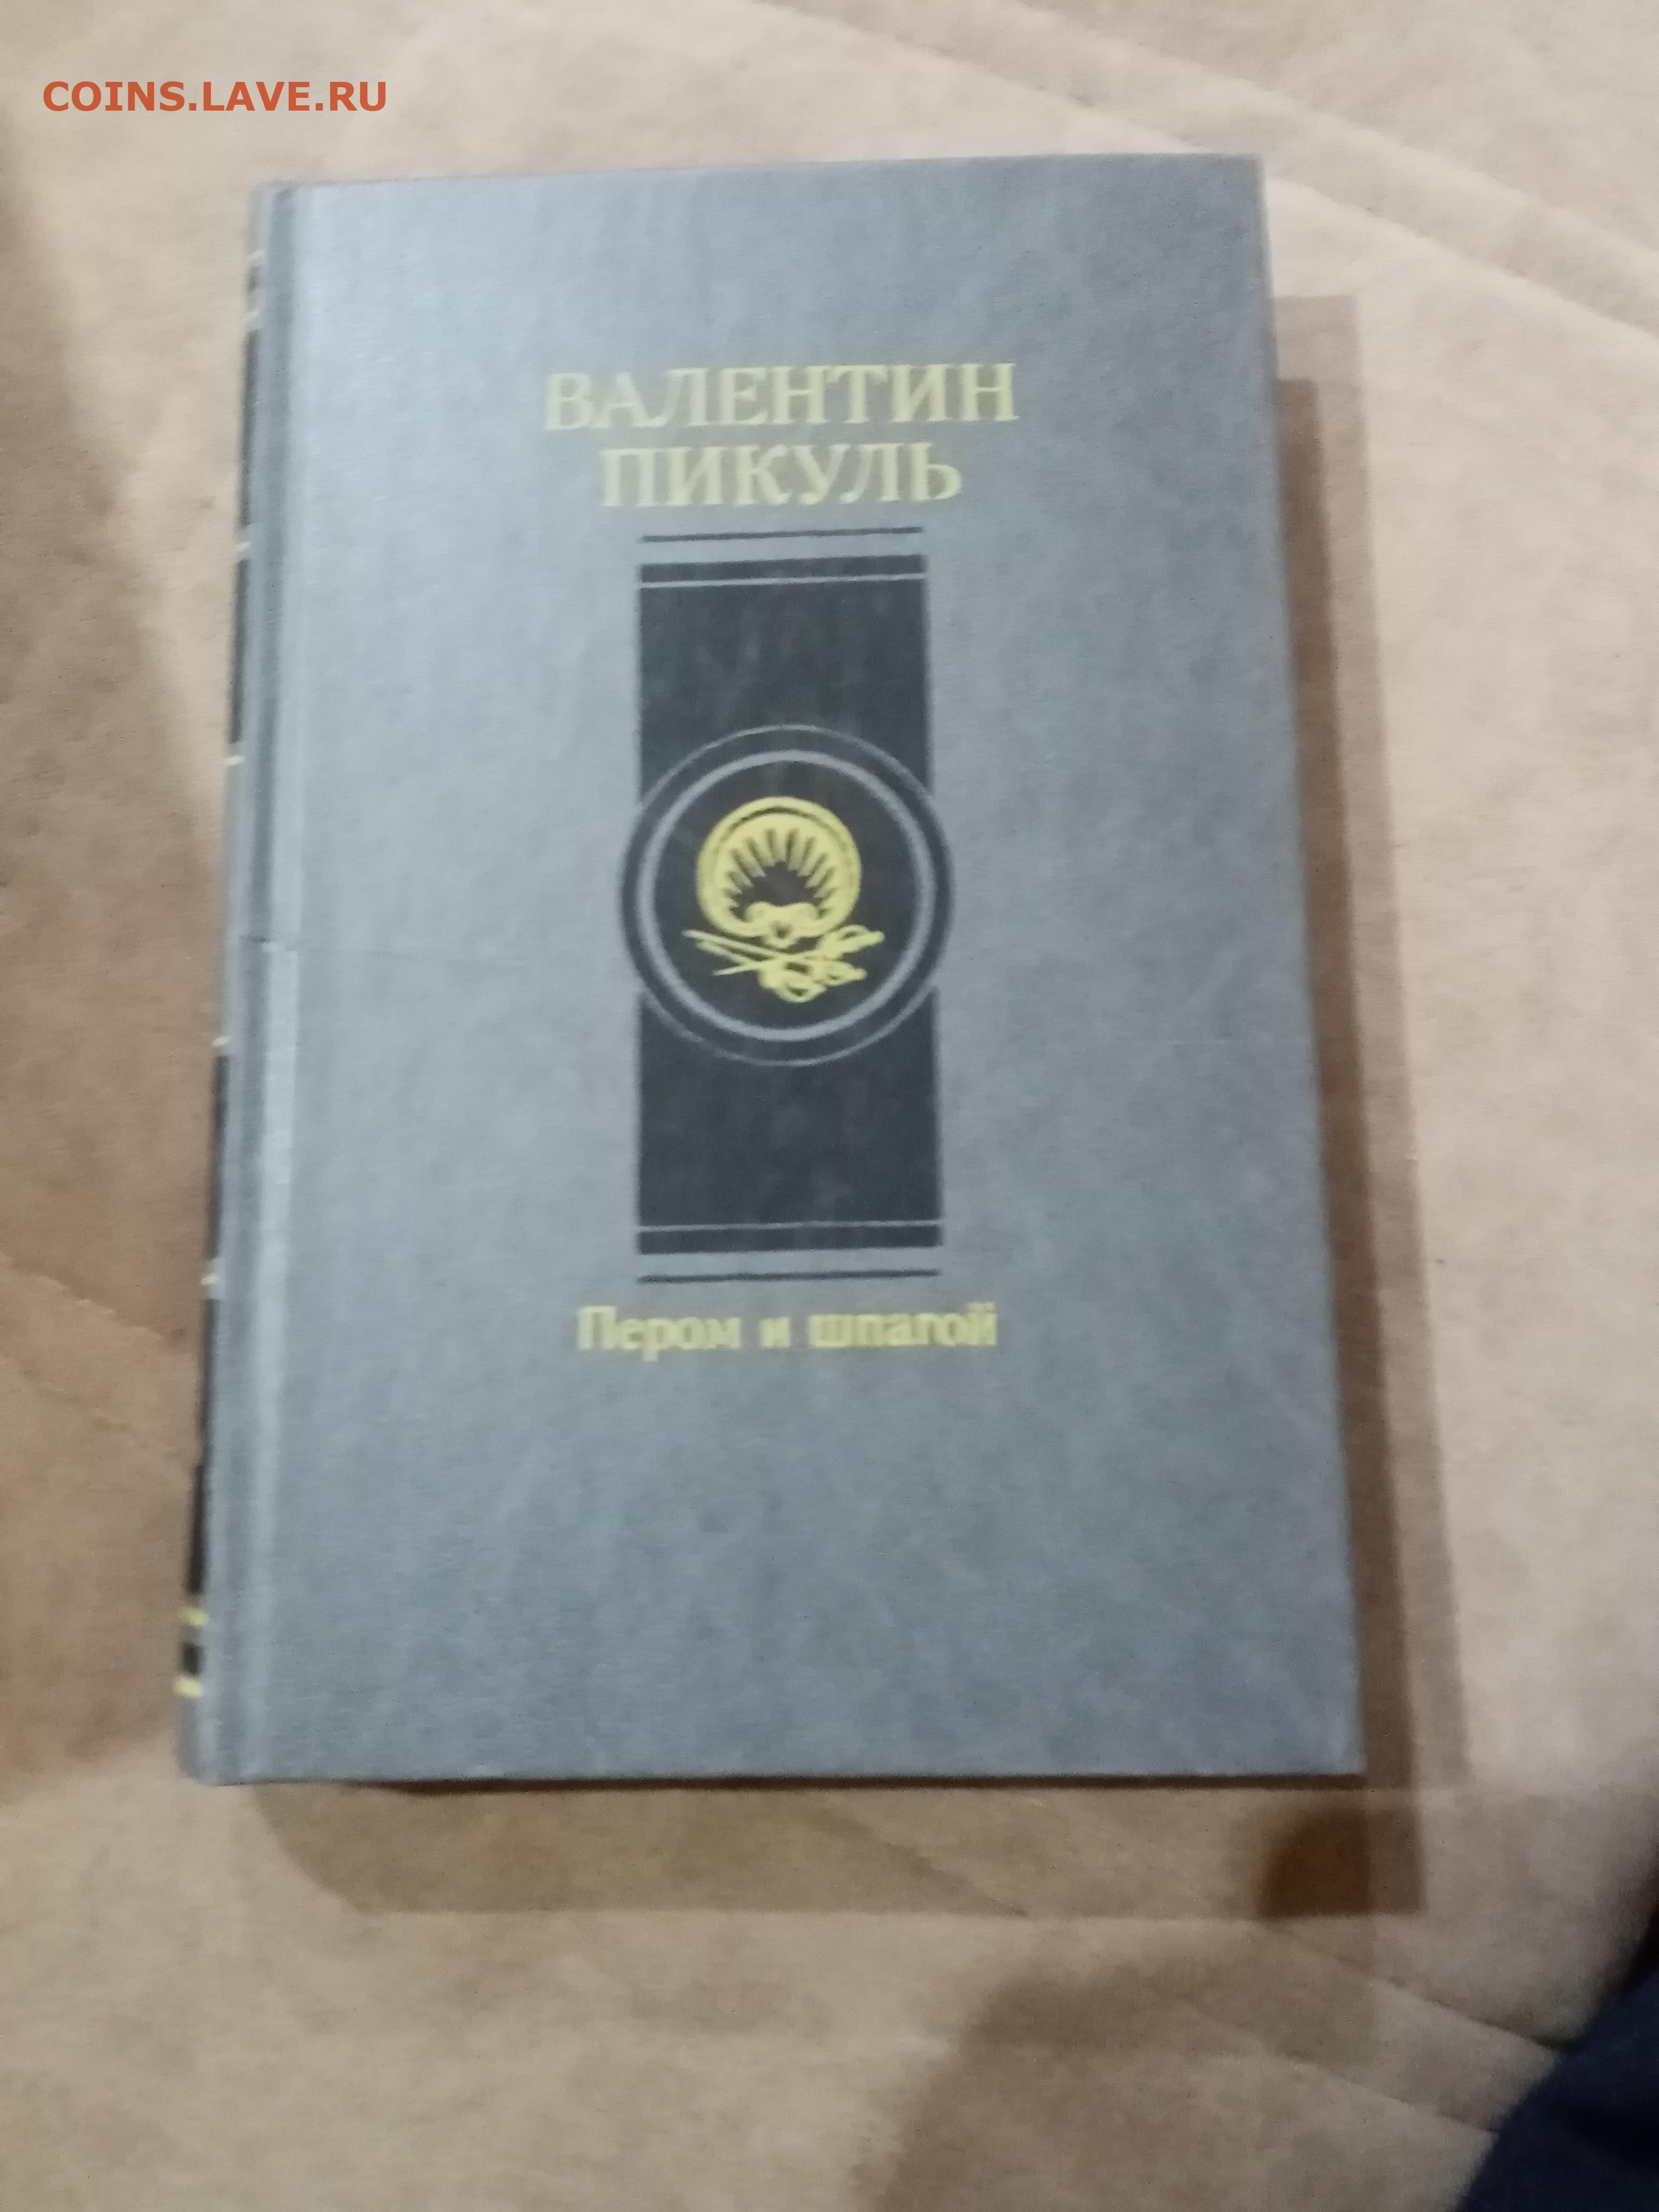 COINS.LAVE.RU
ВАЛЕНТИН
ПИКУЛЬ
Пером и шпагой